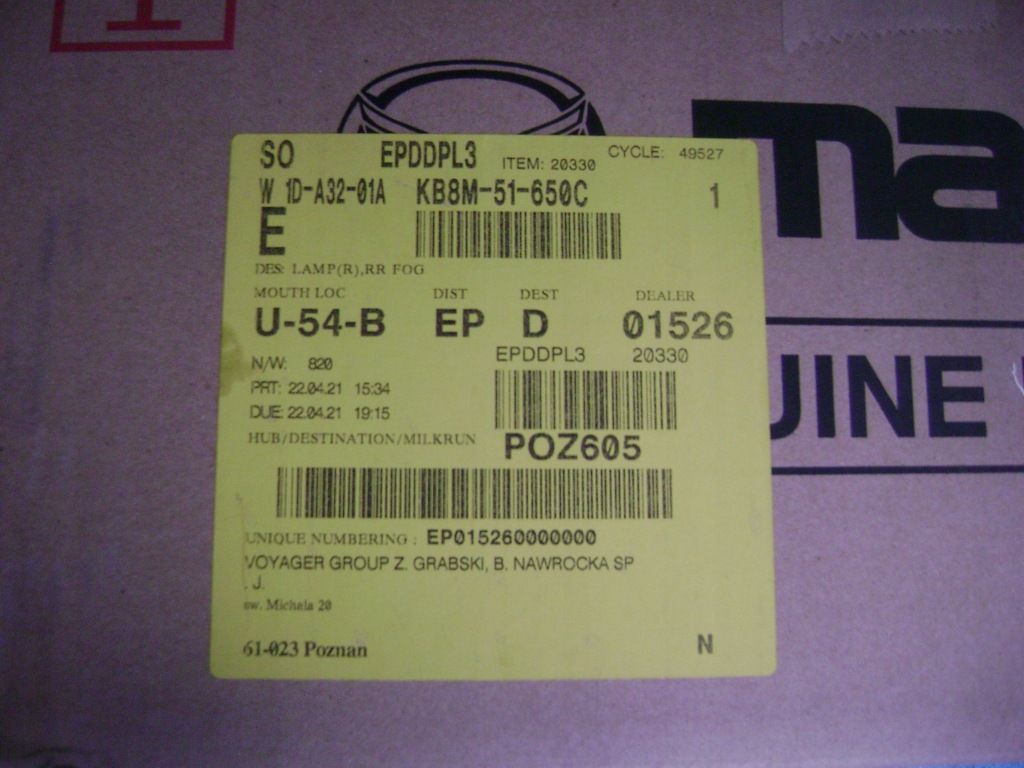 SO EPDDPL3 ITEM: 20330 CYCLE: 49527
W 1D-A32-01A KB8M-51-650C 1
E
DES: LAMP(R),RR FOG
MOUTH LOC DIST DEST DEALER
U-54-B EP D 01526
N/W: 820 EPDDPL3 20330
PRT: 22.04.21 15:34
DUE: 22.04.21 19:15
HUB/DESTINATION/MILKRUN POZ605
UNIQUE NUMBERING : EP015260000000
VOYAGER GROUP Z. GRABSKI, B. NAWROCKA SP
. J.
sw. Michala 20
61-023 Poznan N
ma
UINE